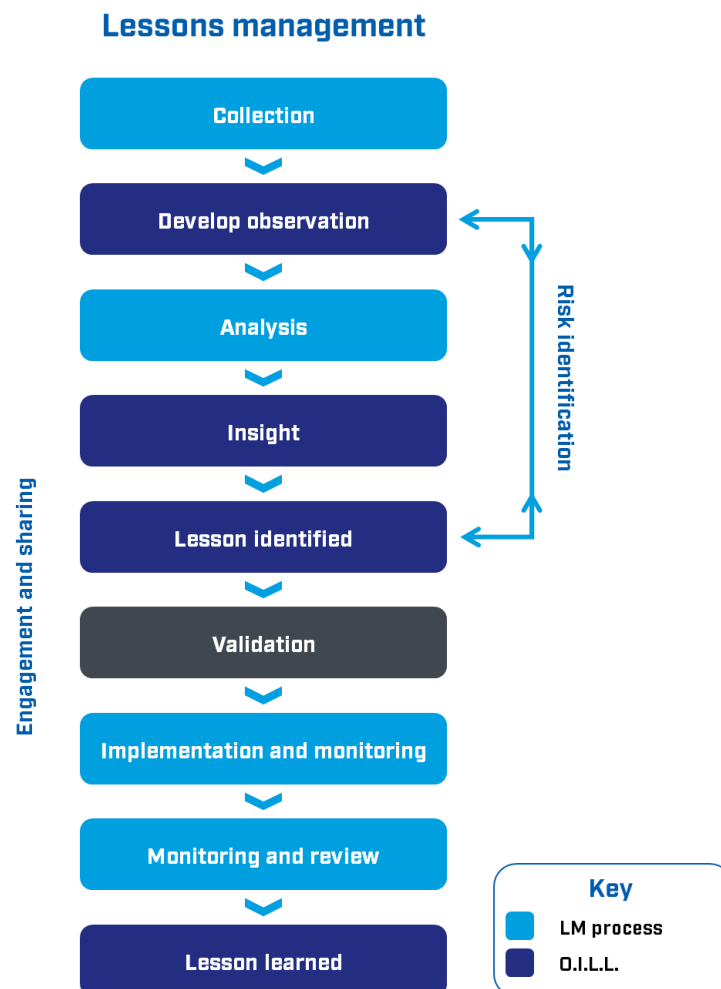 Lessons management
Collection
Develop observation
Analysis
Insight
Lesson identified
Validation
Implementation and monitoring
Monitoring and review
Lesson learned
Risk identification
Engagement and sharing
Key
LM process
O.I.L.L.